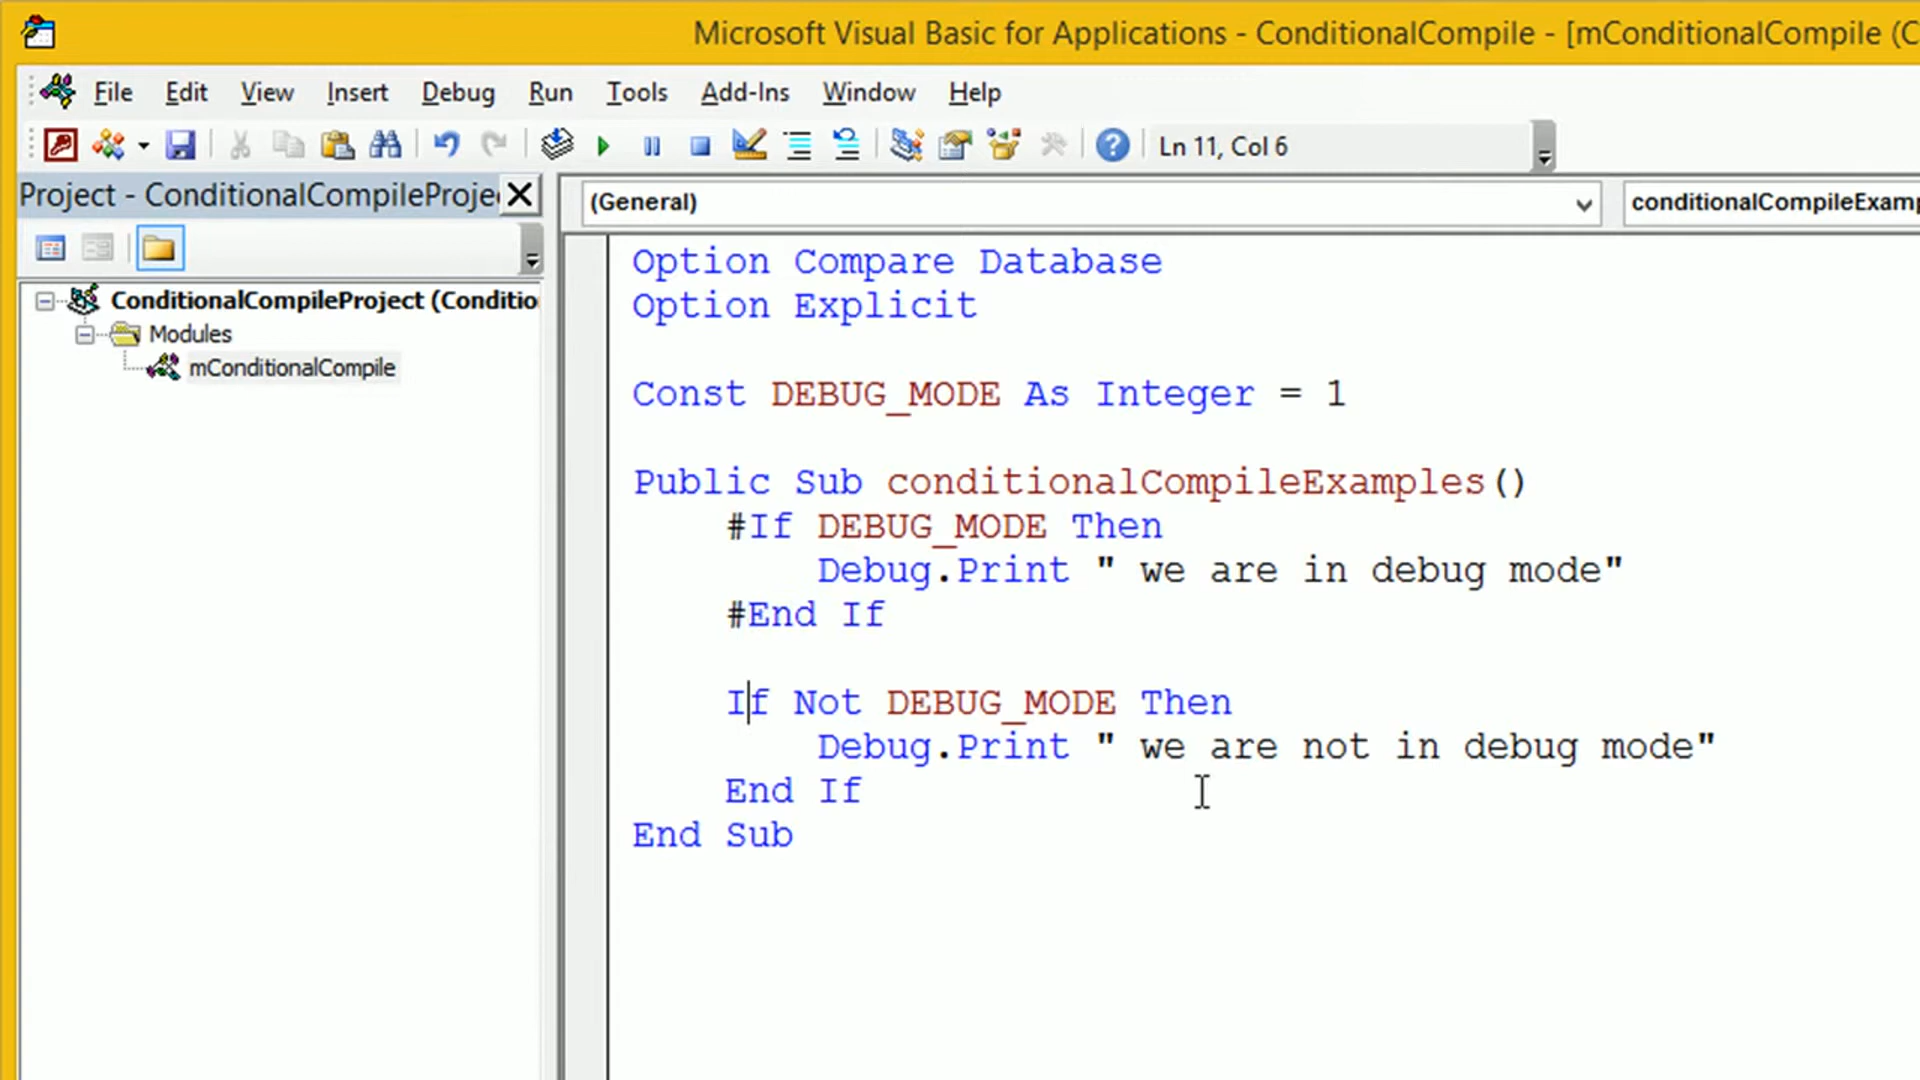 Microsoft Visual Basic for Applications - ConditionalCompile - [mConditionalCompile (C
File Edit View Insert Debug Run Tools Add-Ins Window Help
Ln 11, Col 6
Project - ConditionalCompileProje
(General)
conditionalCompileExamp
ConditionalCompileProject (Conditio
Modules
mConditionalCompile
Option Compare Database
Option Explicit
Const DEBUG_MODE As Integer = 1
Public Sub conditionalCompileExamples()
#If DEBUG_MODE Then
Debug.Print " we are in debug mode"
#End If
If Not DEBUG_MODE Then
Debug.Print " we are not in debug mode"
End If
End Sub